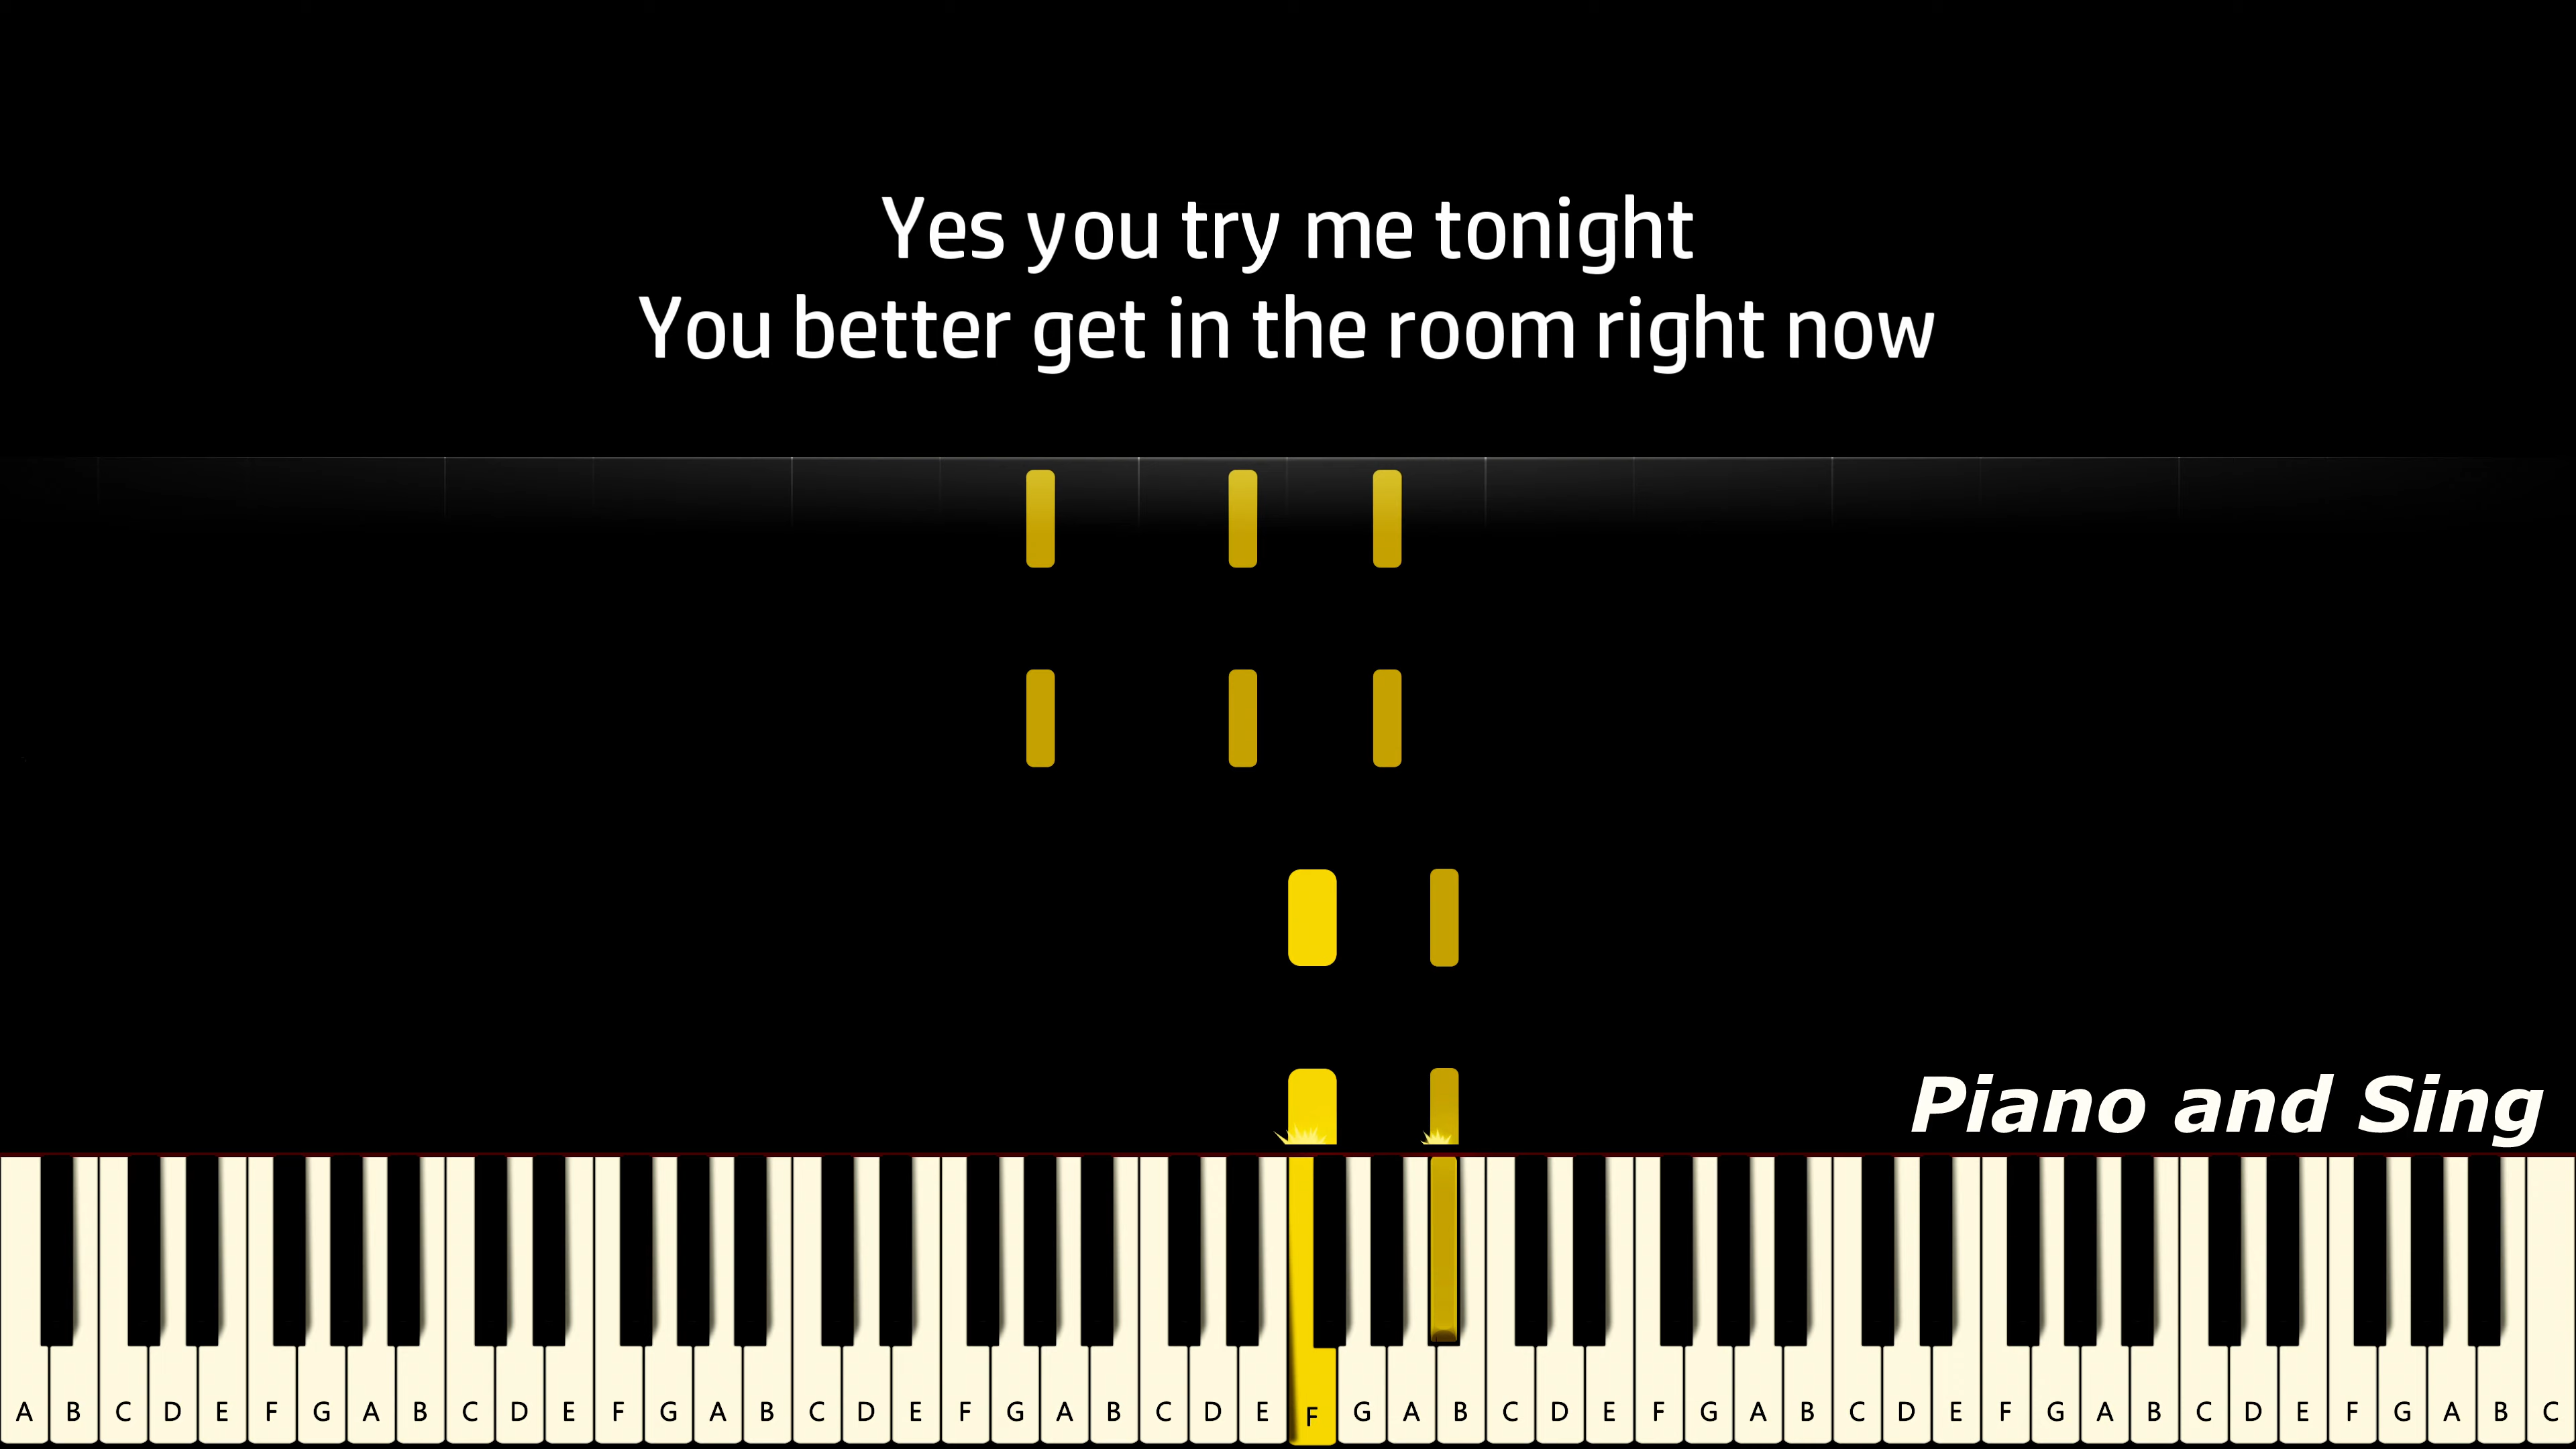 Yes you try me tonight
You better get in the room right now
Piano and Sing
A B C D E F G A B C D E F G A B C D E F G A B C D E F G A B C D E F G A B C D E F G A B C D E F G A B C